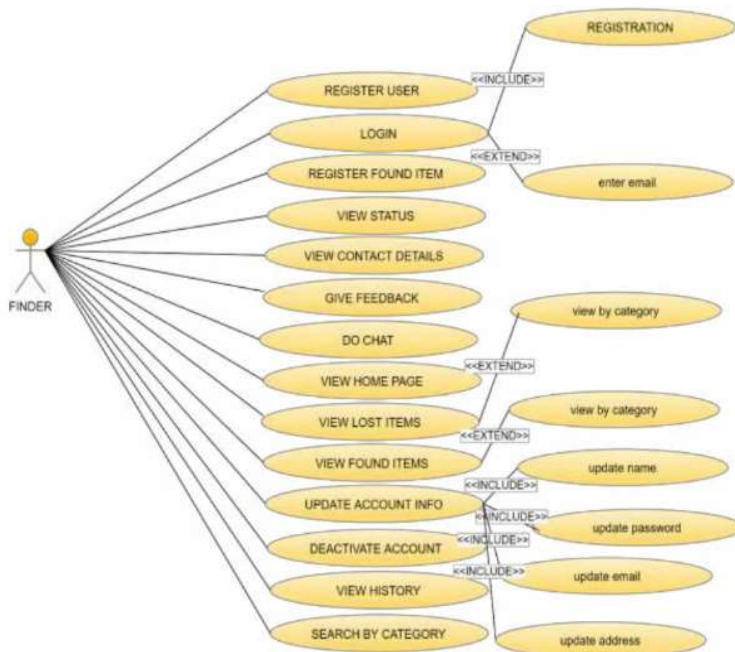 REGISTRATION
<<INCLUDE>>
REGISTER USER
LOGIN
<<EXTEND>>
REGISTER FOUND ITEM
enter email
VIEW STATUS
VIEW CONTACT DETAILS
FINDER
GIVE FEEDBACK
view by category
DO CHAT
<<EXTEND>>
VIEW HOME PAGE
view by category
VIEW LOST ITEMS
<<EXTEND>>
VIEW FOUND ITEMS
update name
<<INCLUDE>>
UPDATE ACCOUNT INFO
<<INCLUDE>>
update password
<<INCLUDE>>
DEACTIVATE ACCOUNT
<<INCLUDE>>
update email
VIEW HISTORY
SEARCH BY CATEGORY
update address